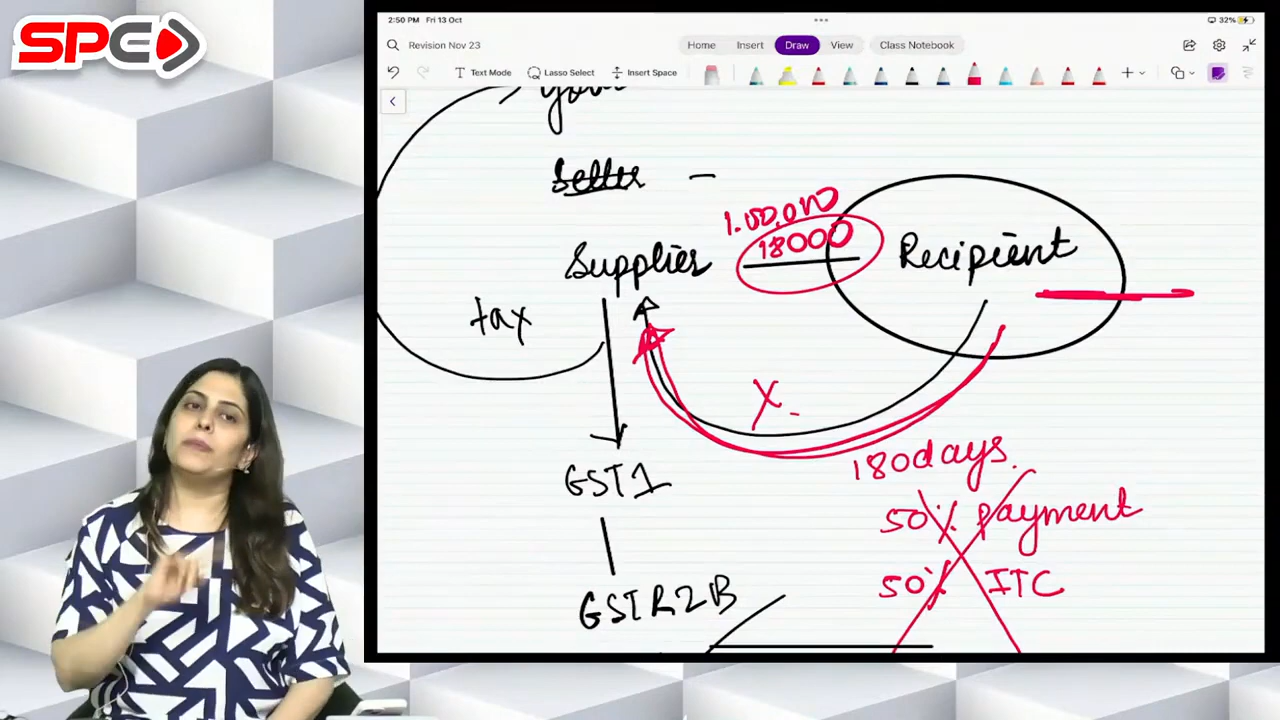 SPE
2:50 PM Fri 13 Oct
32%
Revision Nov 23
Home Insert Draw View Class Notebook
Text Mode Lasso Select Insert Space
Seller -
1.00.000
18000
Supplier Recipient
tax
X
180days.
GST1
50% payment
50% ITC
GSTR2B